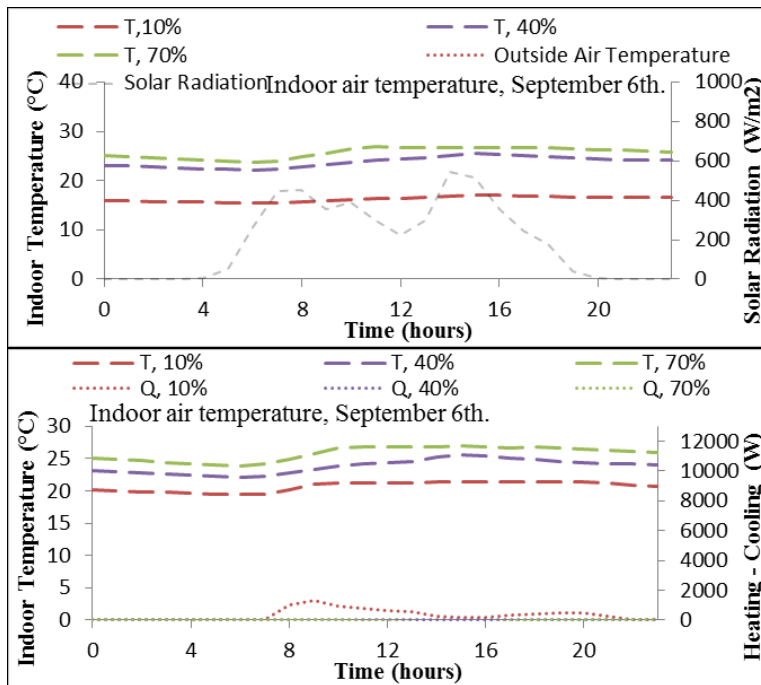 T,10% T, 40%
T, 70% Outside Air Temperature
Solar Radiation Indoor air temperature, September 6th.
Indoor Temperature (°C)
40
30
20
10
0
1000
800
600
400
200
0
Solar Radiation (W/m2)
0 4 8 12 16 20
Time (hours)
T, 10% T, 40% T, 70%
Q, 10% Q, 40% Q, 70%
Indoor air temperature, September 6th.
Indoor Temperature (°C)
30
25
20
15
10
5
0
12000
10000
8000
6000
4000
2000
0
Heating - Cooling (W)
0 4 8 12 16 20
Time (hours)